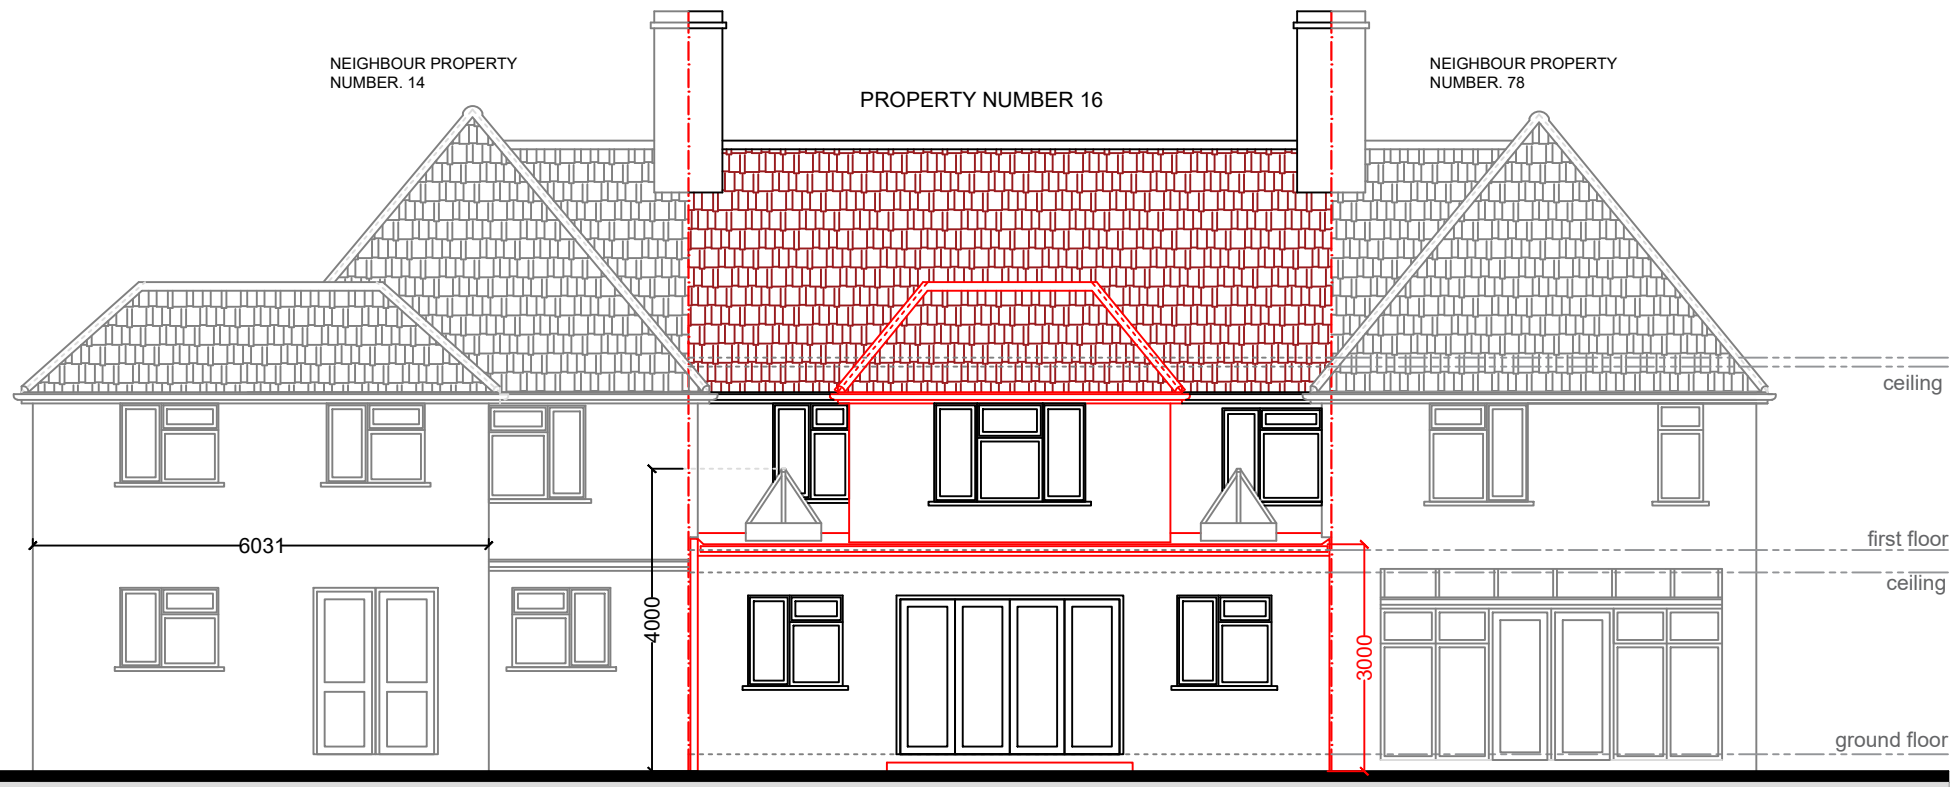 NEIGHBOUR PROPERTY
NUMBER. 14
PROPERTY NUMBER 16
NEIGHBOUR PROPERTY
NUMBER. 78
ceiling
first floor
6031
ceiling
4000
3000
ground floor